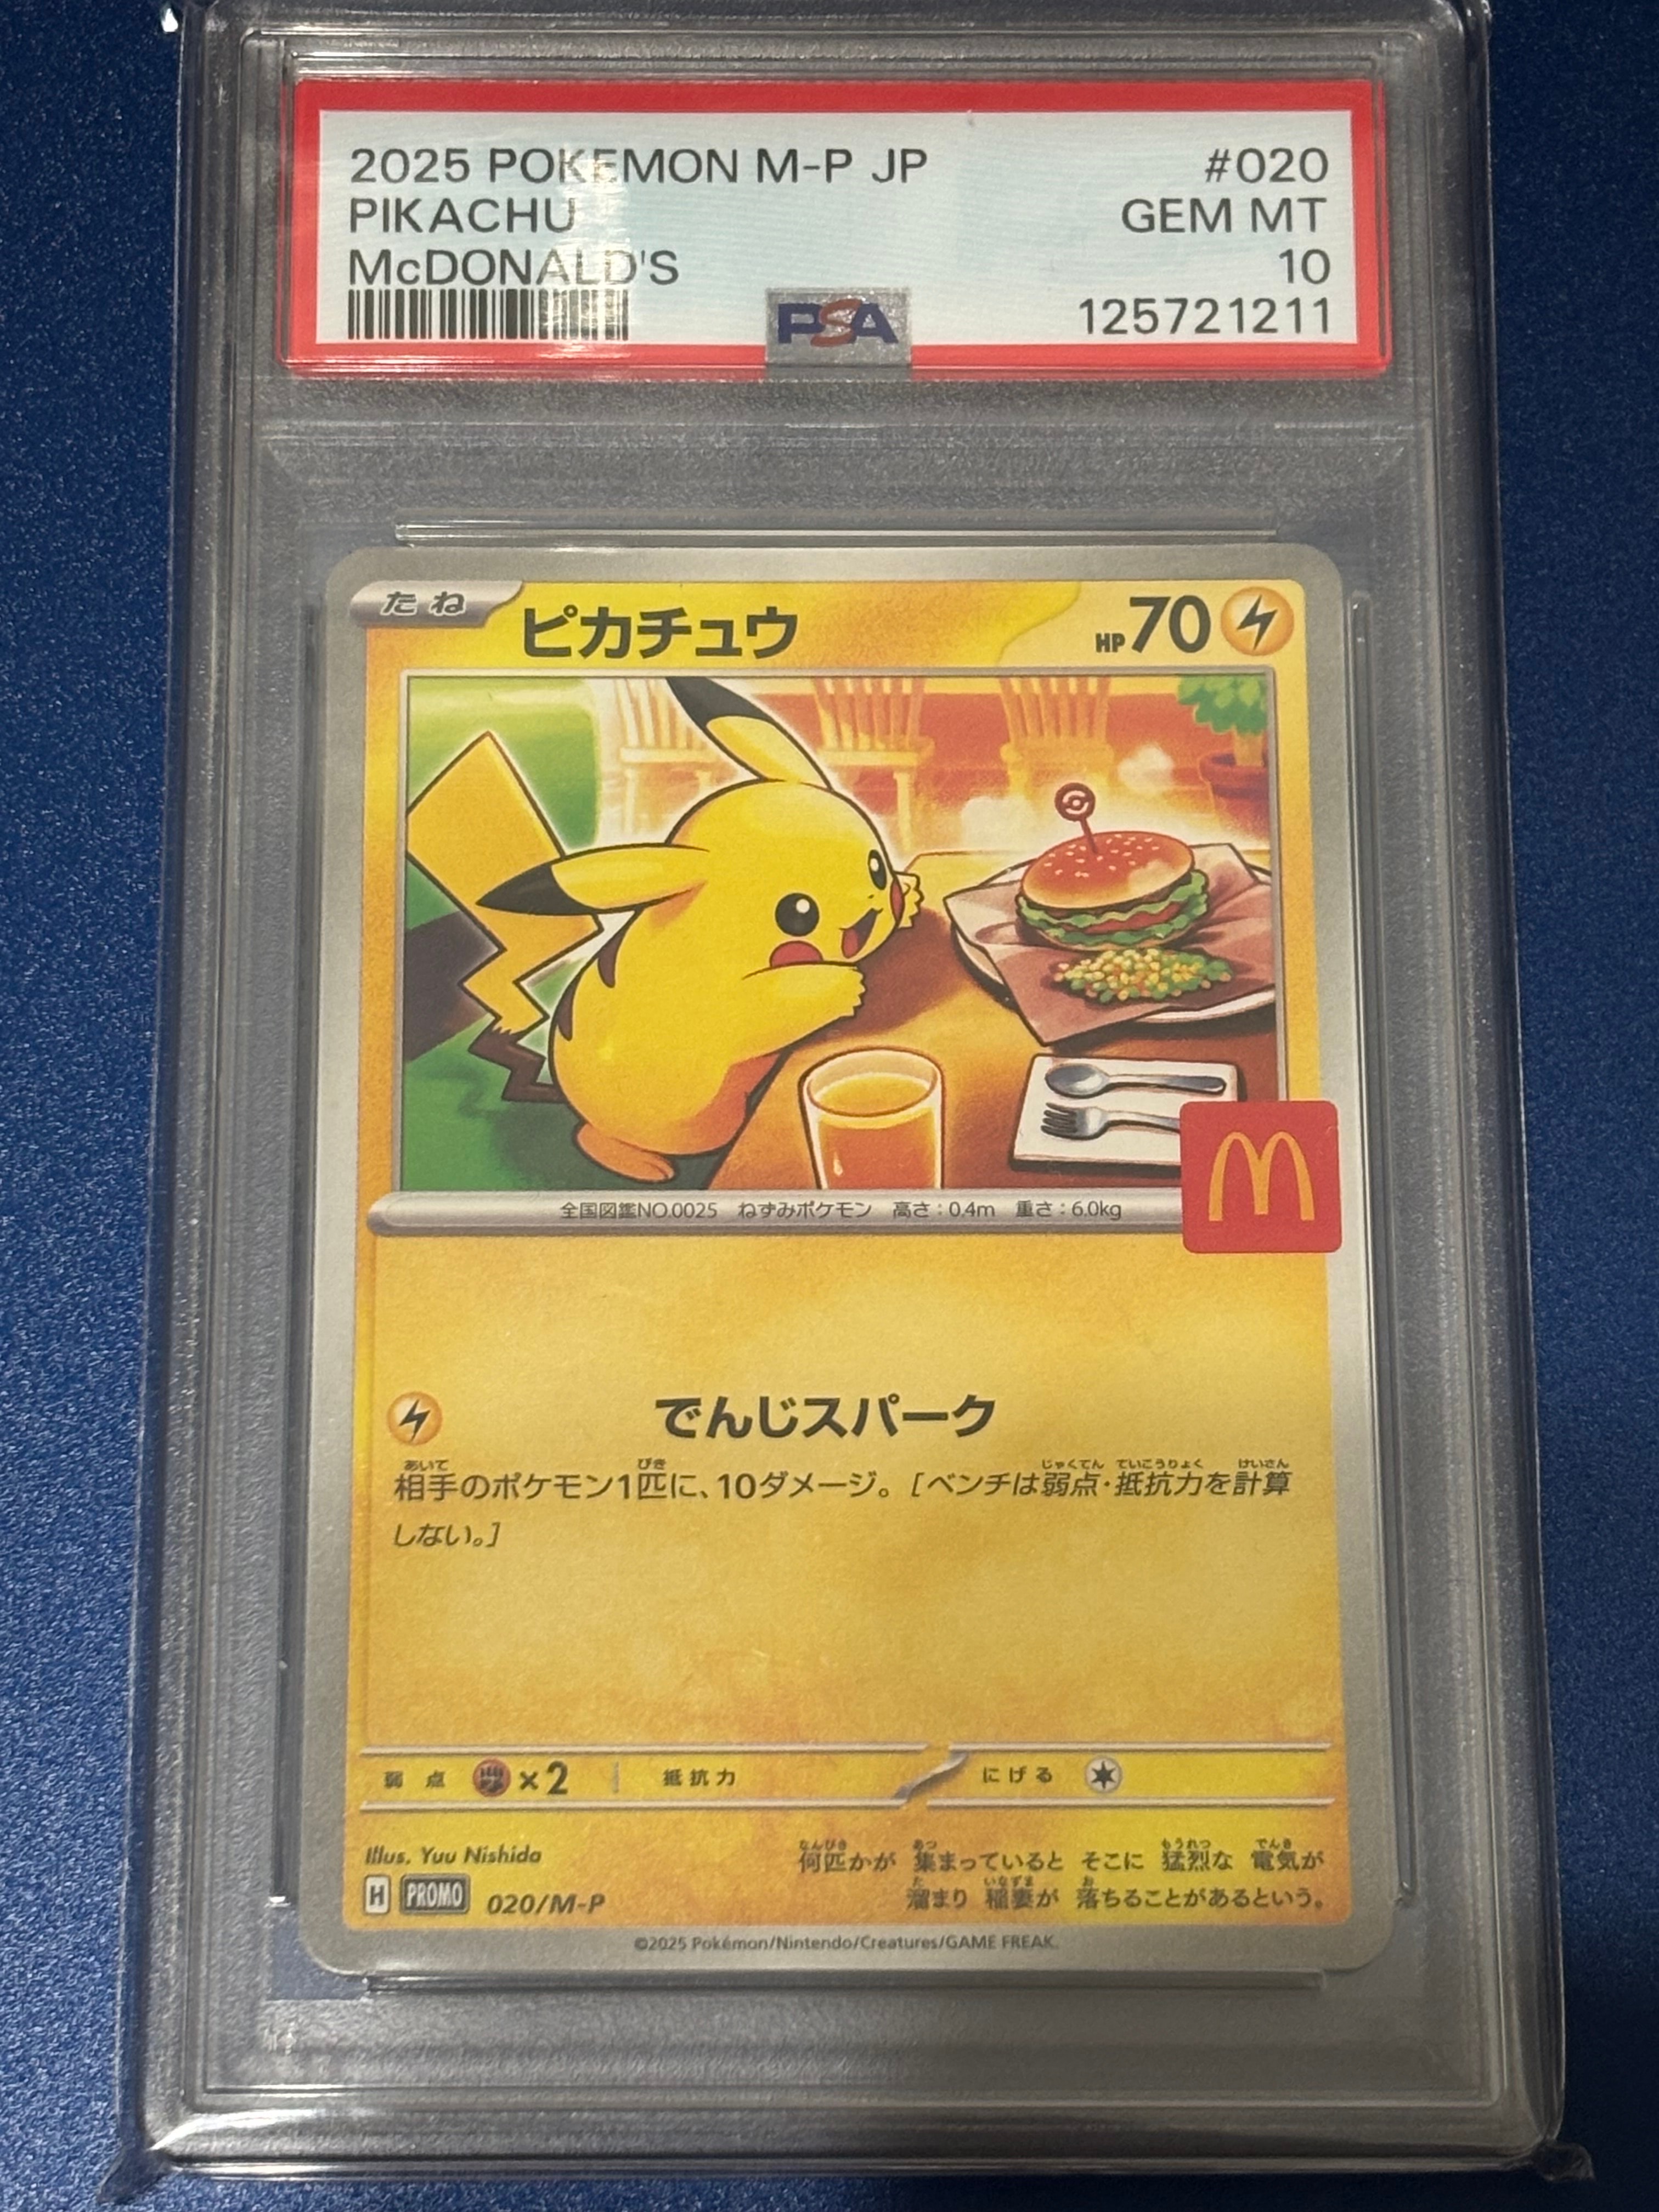 2025 POKEMON M-P JP #020
PIKACHU GEM MT
McDONALD'S 10
PSA 125721211
たね ピカチュウ HP70
M
全国図鑑NO.0025 ねずみポケモン 高さ：0.4m 重さ：6.0kg
でんじスパーク
相手のポケモン1匹に、10ダメージ。［ベンチは弱点・抵抗力を計算
しない。］
弱点 ×2 抵抗力 にげる
Illus. Yuu Nishida
何匹かが 集まっていると そこに 猛烈な 電気が
溜まり 稲妻が 落ちることがあるという。
H PROMO 020/M-P
©2025 Pokémon/Nintendo/Creatures/GAME FREAK.